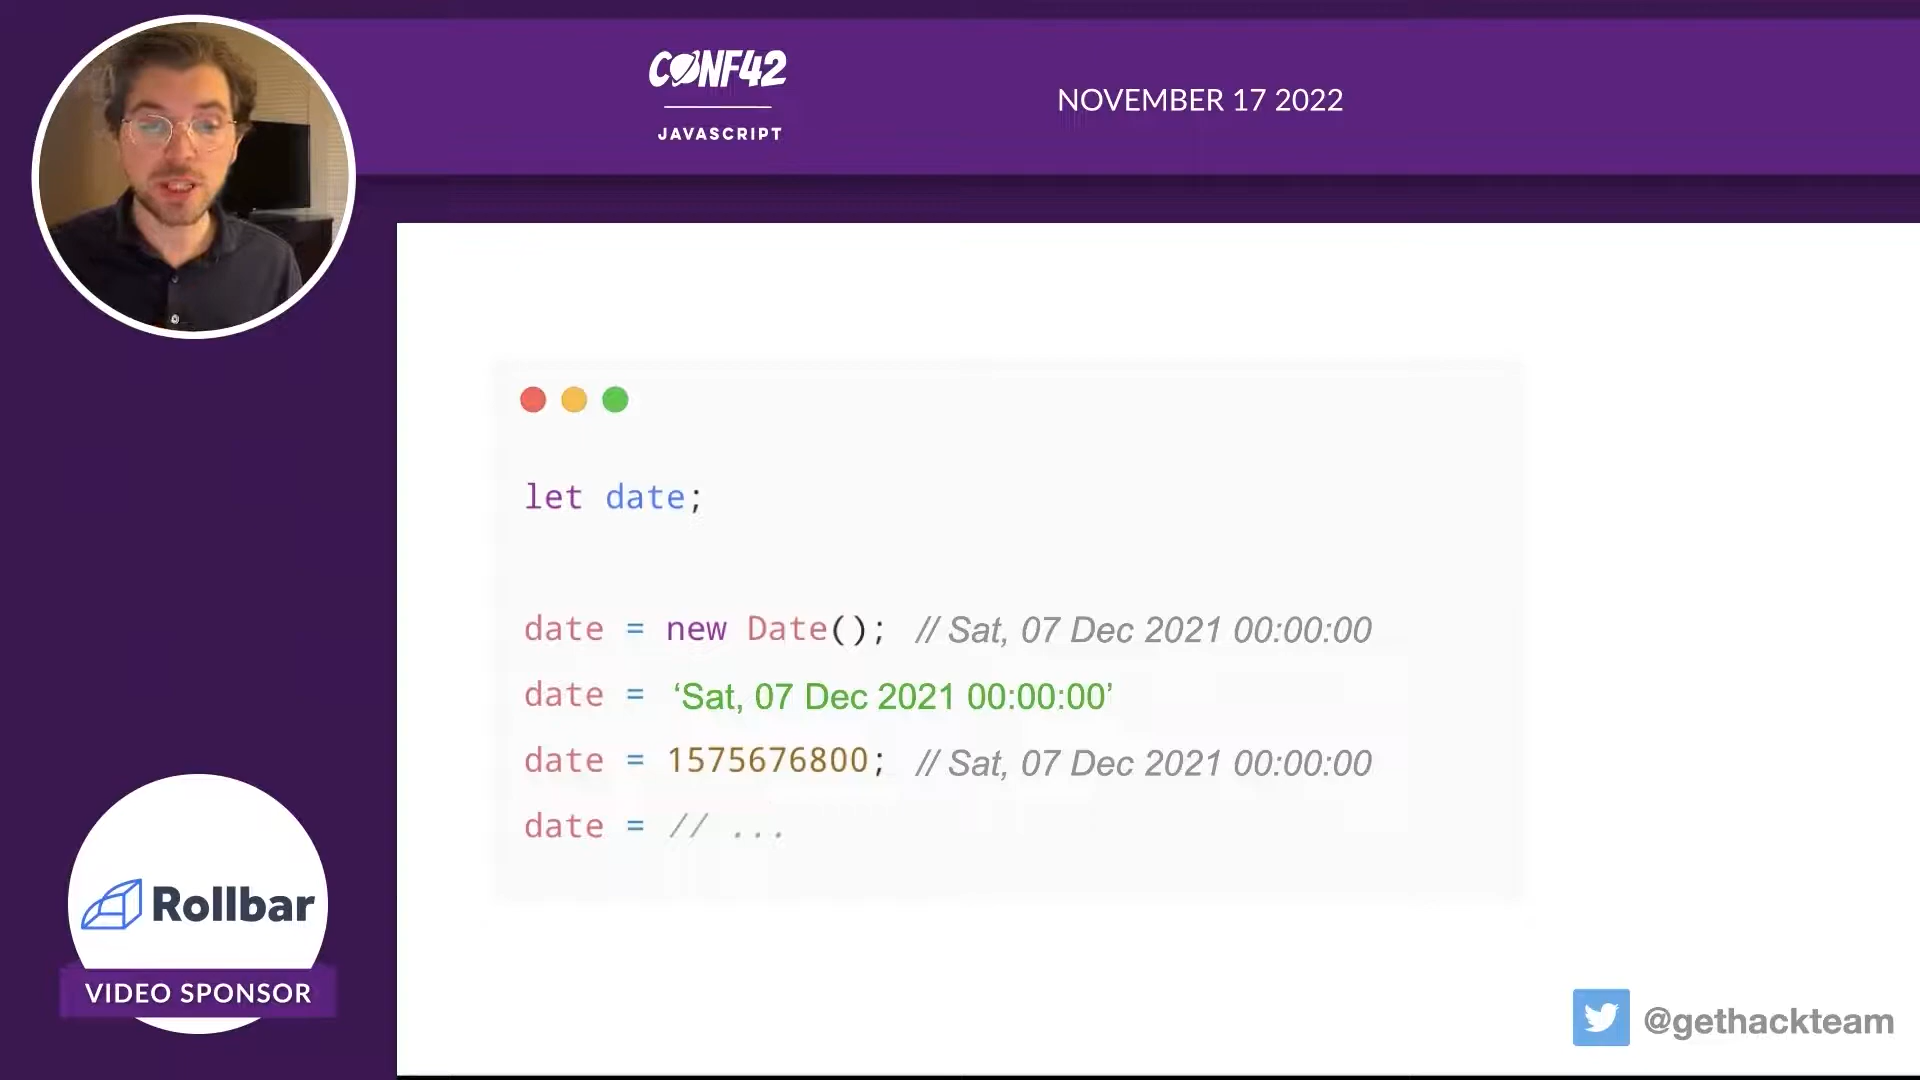 CONF42
JAVASCRIPT
NOVEMBER 17 2022
let date;
date = new Date(); // Sat, 07 Dec 2021 00:00:00
date = ‘Sat, 07 Dec 2021 00:00:00’
date = 1575676800; // Sat, 07 Dec 2021 00:00:00
date = // ...
Rollbar
VIDEO SPONSOR
@gethackteam